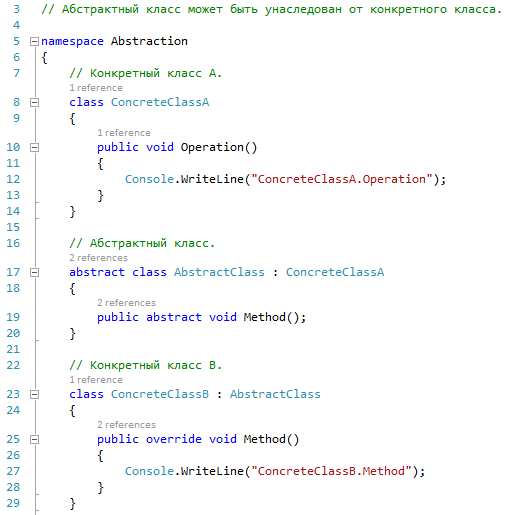 3 // Абстрактный класс может быть унаследован от конкретного класса.
4
5 namespace Abstraction
6 {
7 // Конкретный класс А.
1 reference
8 class ConcreteClassA
9 {
1 reference
10 public void Operation()
11 {
12 Console.WriteLine("ConcreteClassA.Operation");
13 }
14 }
15
16 // Абстрактный класс.
2 references
17 abstract class AbstractClass : ConcreteClassA
18 {
2 references
19 public abstract void Method();
20 }
21
22 // Конкретный класс В.
1 reference
23 class ConcreteClassB : AbstractClass
24 {
2 references
25 public override void Method()
26 {
27 Console.WriteLine("ConcreteClassB.Method");
28 }
29 }